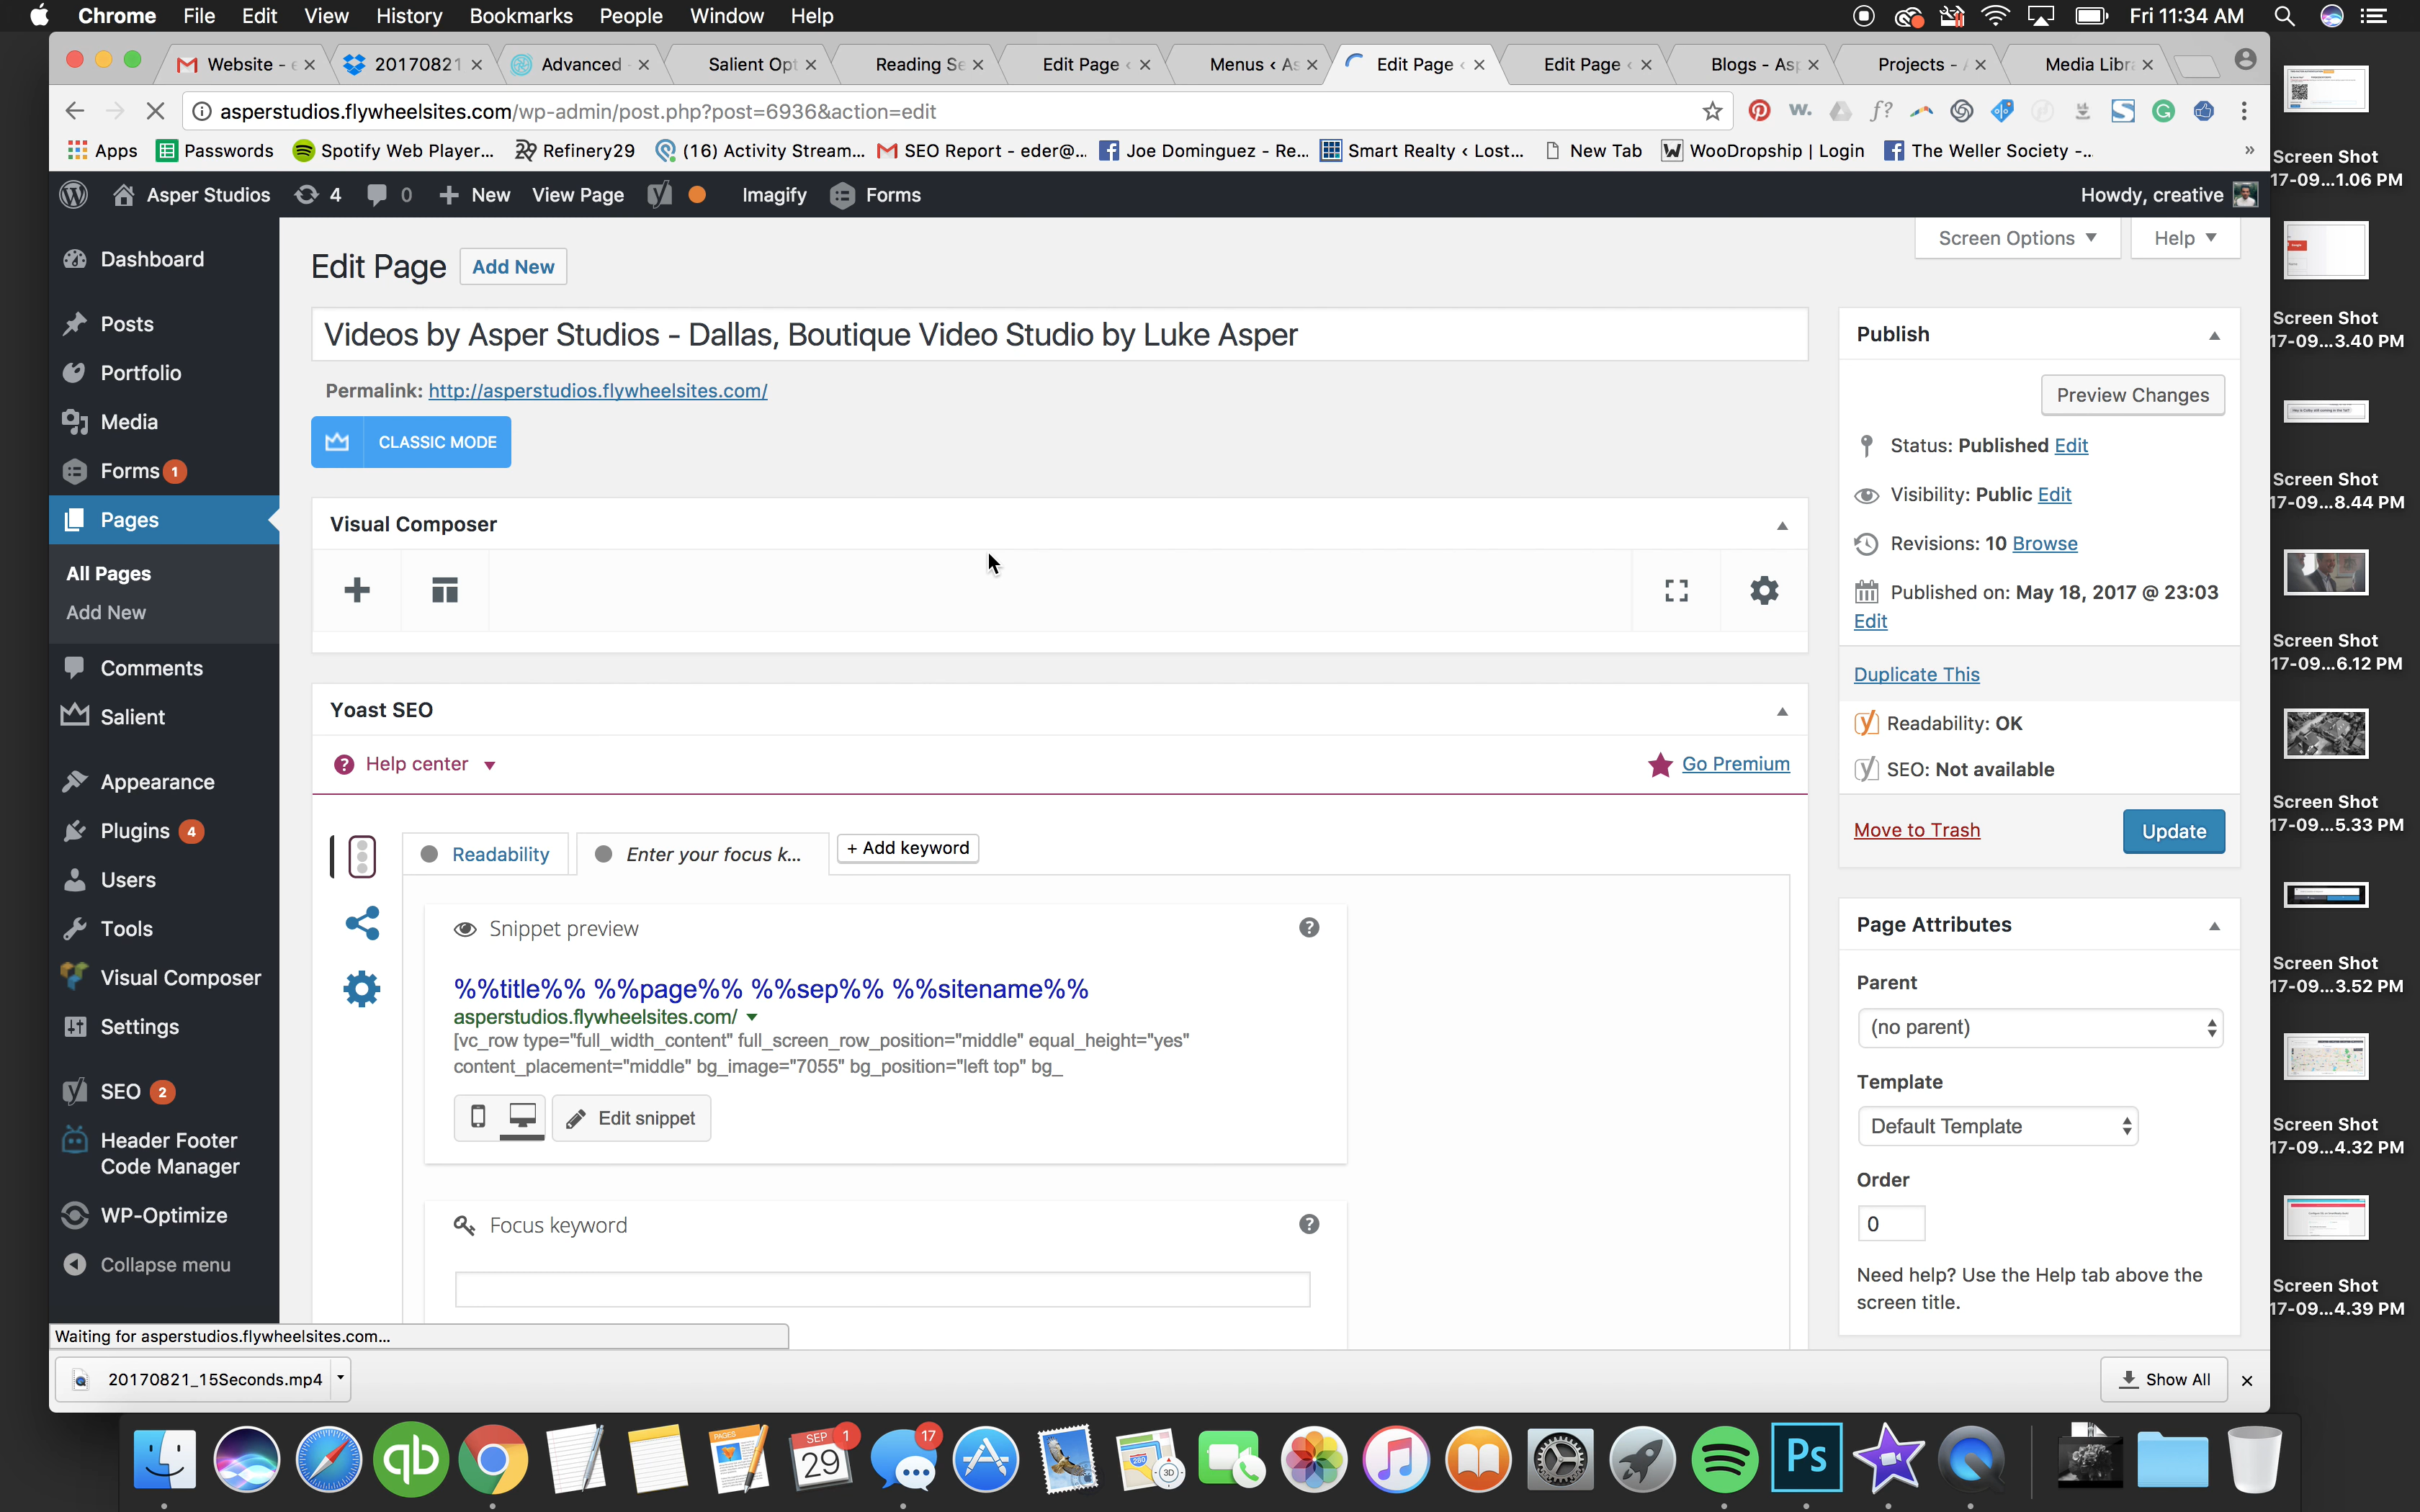 Chrome File Edit View History Bookmarks People Window Help Fri 11:34 AM
Website - 20170821 Advanced Salient Opt Reading Se Edit Page ‹ Menus ‹ As Edit Page ‹ Edit Page ‹ Blogs - Asp Projects - Media Libr
asperstudios.flywheelsites.com/wp-admin/post.php?post=6936&action=edit
Apps Passwords Spotify Web Player... Refinery29 (16) Activity Stream... SEO Report - eder@... Joe Dominguez - Re... Smart Realty ‹ Lost... New Tab WooDropship | Login The Weller Society -... »
Asper Studios 4 0 New View Page Imagify Forms Howdy, creative
Screen Options Help
Edit Page Add New
Videos by Asper Studios - Dallas, Boutique Video Studio by Luke Asper
Permalink: http://asperstudios.flywheelsites.com/
CLASSIC MODE
Visual Composer
Yoast SEO
Help center Go Premium
Readability Enter your focus k... + Add keyword
Snippet preview
%%title%% %%page%% %%sep%% %%sitename%%
asperstudios.flywheelsites.com/
[vc_row type="full_width_content" full_screen_row_position="middle" equal_height="yes"
content_placement="middle" bg_image="7055" bg_position="left top" bg_
Edit snippet
Focus keyword
Dashboard
Posts
Portfolio
Media
Forms 1
Pages
All Pages
Add New
Comments
Salient
Appearance
Plugins 4
Users
Tools
Visual Composer
Settings
SEO 2
Header Footer
Code Manager
WP-Optimize
Collapse menu
Publish
Preview Changes
Status: Published Edit
Visibility: Public Edit
Revisions: 10 Browse
Published on: May 18, 2017 @ 23:03
Edit
Duplicate This
Readability: OK
SEO: Not available
Move to Trash Update
Page Attributes
Parent
(no parent)
Template
Default Template
Order
0
Need help? Use the Help tab above the
screen title.
Waiting for asperstudios.flywheelsites.com...
20170821_15Seconds.mp4 Show All
Screen Shot
17-09...1.06 PM
Screen Shot
17-09...3.40 PM
Screen Shot
17-09...8.44 PM
Screen Shot
17-09...6.12 PM
Screen Shot
17-09...5.33 PM
Screen Shot
17-09...3.52 PM
Screen Shot
17-09...4.32 PM
Screen Shot
17-09...4.39 PM
qb PAGES SEP 29 1 17 280 3D Ps